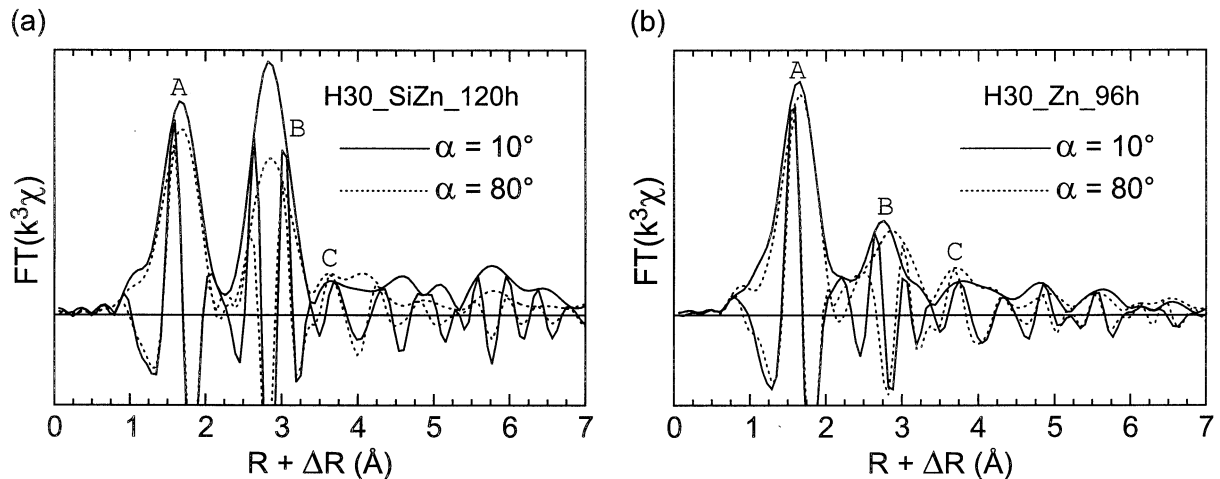 (a)
FT(k³χ)
A
B
C
H30_SiZn_120h
α = 10°
α = 80°
0 1 2 3 4 5 6 7
R + ΔR (Å)
(b)
FT(k³χ)
A
B
C
H30_Zn_96h
α = 10°
α = 80°
0 1 2 3 4 5 6 7
R + ΔR (Å)